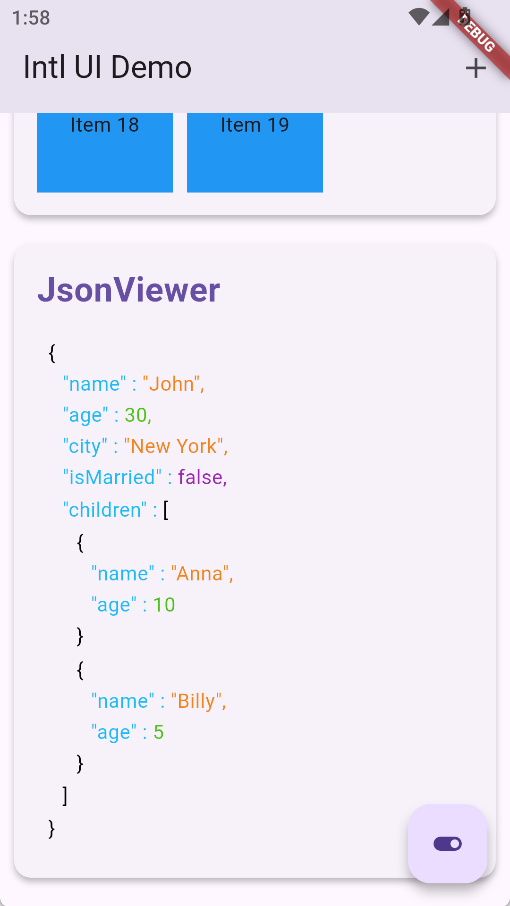 1:58
DEBUG
Intl UI Demo
Item 18
Item 19
JsonViewer
{
"name" : "John",
"age" : 30,
"city" : "New York",
"isMarried" : false,
"children" : [
{
"name" : "Anna",
"age" : 10
}
{
"name" : "Billy",
"age" : 5
}
]
}